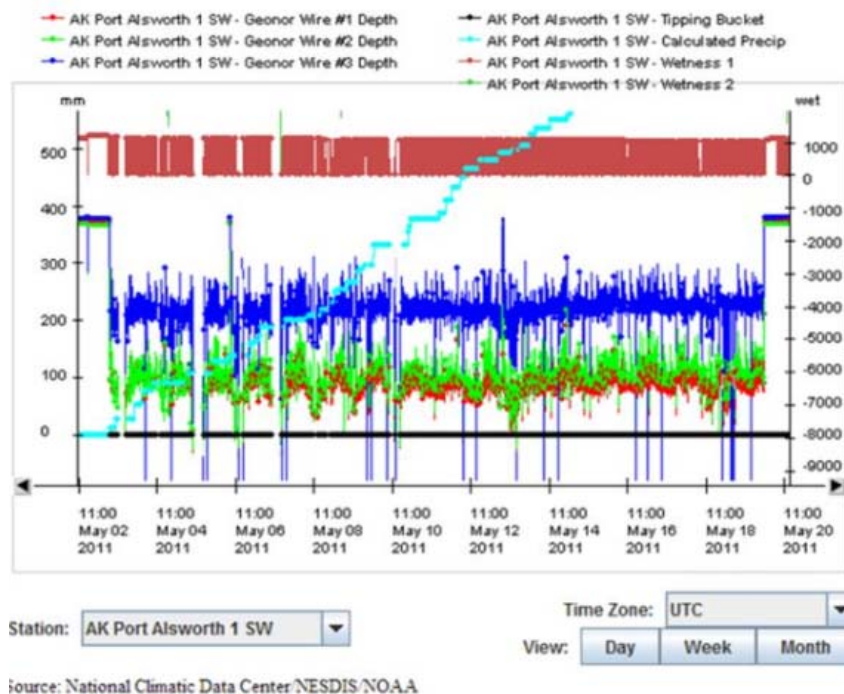 AK Port Alsworth 1 SW - Geonor Wire #1 Depth
AK Port Alsworth 1 SW - Geonor Wire #2 Depth
AK Port Alsworth 1 SW - Geonor Wire #3 Depth
AK Port Alsworth 1 SW - Tipping Bucket
AK Port Alsworth 1 SW - Calculated Precip
AK Port Alsworth 1 SW - Wetness 1
AK Port Alsworth 1 SW - Wetness 2
mm
500
400
300
200
100
0
wet
1000
0
-1000
-2000
-3000
-4000
-5000
-6000
-7000
-8000
-9000
11:00 11:00 11:00 11:00 11:00 11:00 11:00 11:00 11:00 11:00
May 02 May 04 May 06 May 08 May 10 May 12 May 14 May 16 May 18 May 20
2011 2011 2011 2011 2011 2011 2011 2011 2011 2011
Station: AK Port Alsworth 1 SW
Time Zone: UTC
View: Day Week Month
Source: National Climatic Data Center/NESDIS/NOAA